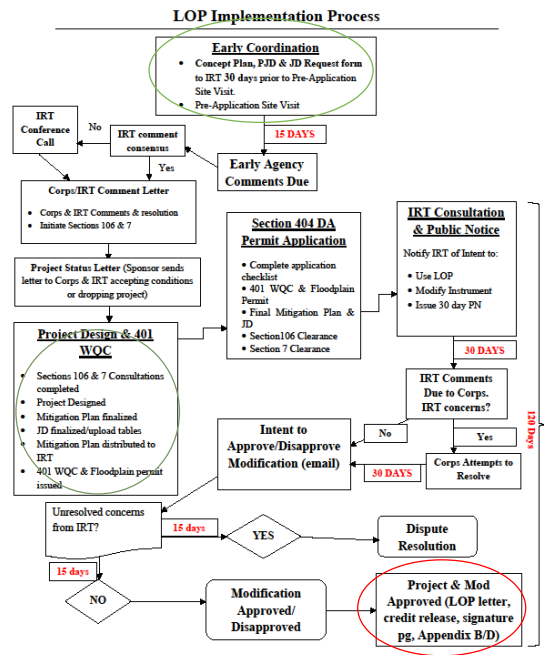 LOP Implementation Process
Early Coordination
• Concept Plan, PJD & JD Request form
to IRT 30 days prior to Pre-Application
Site Visit.
• Pre-Application Site Visit
15 DAYS
IRT
Conference
Call
No
IRT comment
consensus
Yes
Early Agency
Comments Due
Corps/IRT Comment Letter
• Corps & IRT Comments & resolution
• Initiate Sections 106 & 7
Project Status Letter (Sponsor sends
letter to Corps & IRT accepting conditions
or dropping project)
Project Design & 401
WQC
• Sections 106 & 7 Consultations
completed
• Project Designed
• Mitigation Plan finalized
• JD finalized/upload tables
• Mitigation Plan distributed to
IRT
• 401 WQC & Floodplain permit
issued
Section 404 DA
Permit Application
• Complete application
checklist
• 401 WQC & Floodplain
Permit
• Final Mitigation Plan &
JD
• Section106 Clearance
• Section 7 Clearance
IRT Consultation
& Public Notice
Notify IRT of Intent to:
• Use LOP
• Modify Instrument
• Issue 30 day PN
30 DAYS
IRT Comments
Due to Corps.
IRT concerns?
No
Yes
Corps Attempts to
Resolve
30 DAYS
120 Days
Intent to
Approve/Disapprove
Modification (email)
Unresolved concerns
from IRT?
15 days
YES
Dispute
Resolution
15 days
NO
Modification
Approved/
Disapproved
Project & Mod
Approved (LOP letter,
credit release, signature
pg, Appendix B/D)